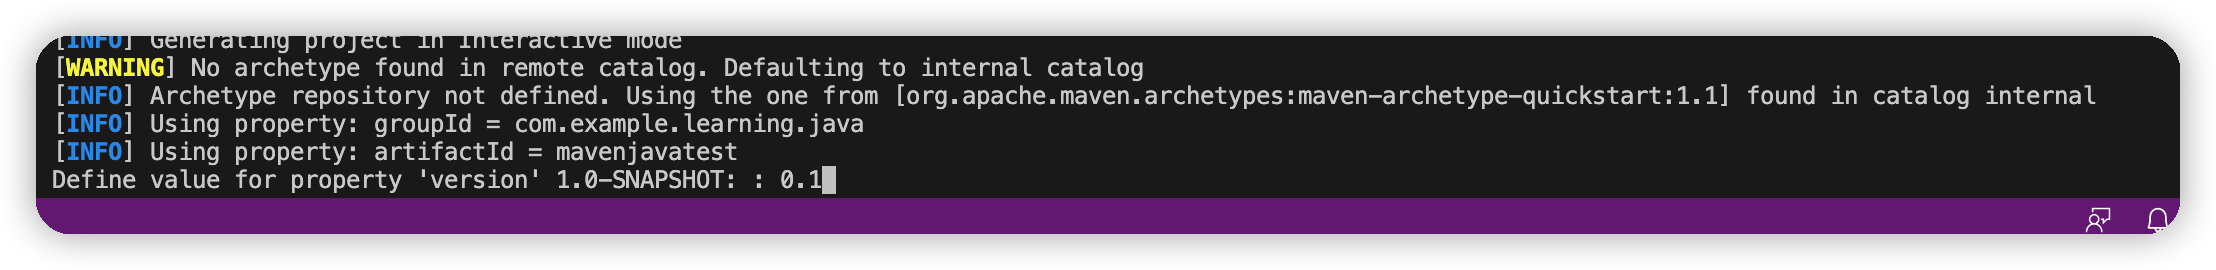 [INFO] Generating project in Interactive mode
[WARNING] No archetype found in remote catalog. Defaulting to internal catalog
[INFO] Archetype repository not defined. Using the one from [org.apache.maven.archetypes:maven-archetype-quickstart:1.1] found in catalog internal
[INFO] Using property: groupId = com.example.learning.java
[INFO] Using property: artifactId = mavenjavatest
Define value for property 'version' 1.0-SNAPSHOT: : 0.1